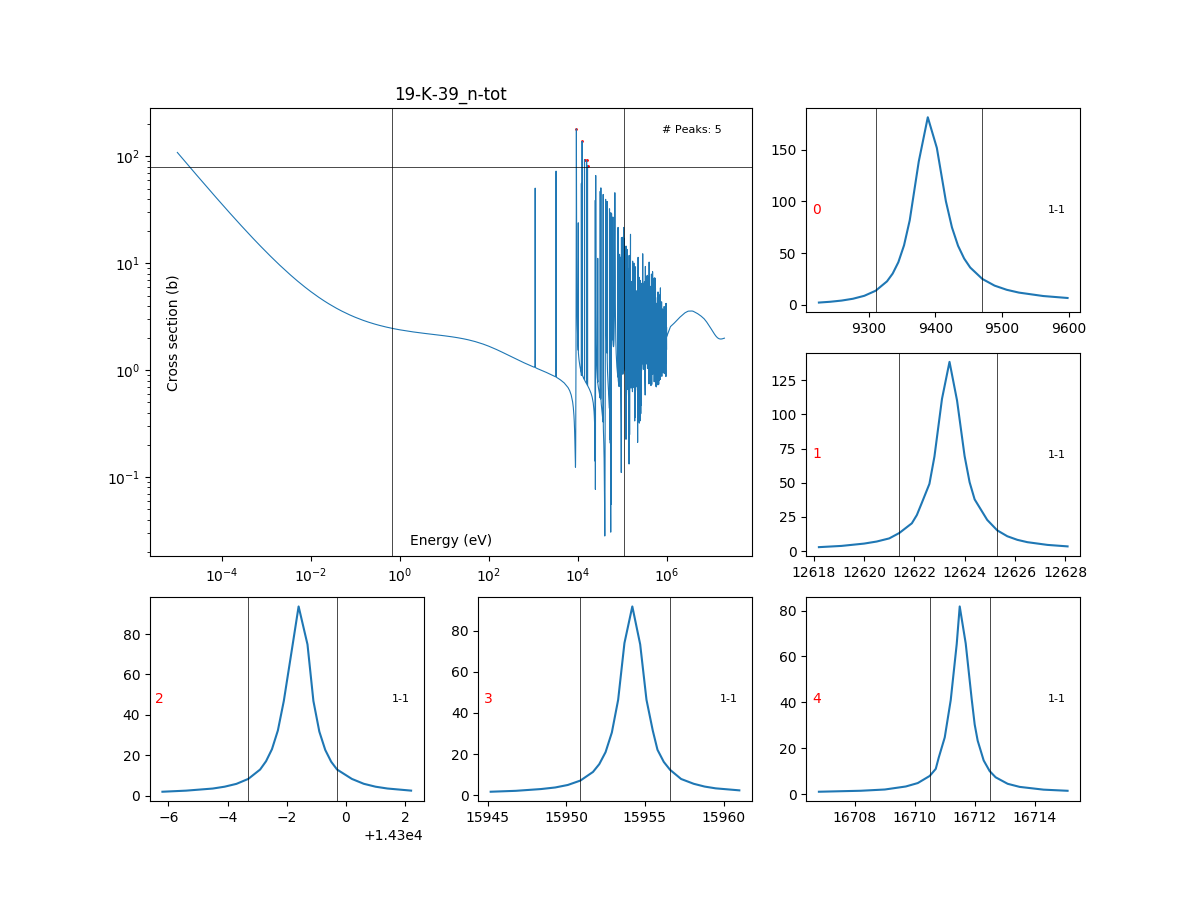 19-K-39_n-tot
# Peaks: 5
Cross section (b)
Energy (eV)
10² 10¹ 10⁰ 10⁻¹
10⁻⁴ 10⁻² 10⁰ 10² 10⁴ 10⁶
150 100 50 0
0 1-1
9300 9400 9500 9600
125 100 75 50 25 0
1 1-1
12618 12620 12622 12624 12626 12628
80 60 40 20 0
2 1-1
−6 −4 −2 0 2
+1.43e4
80 60 40 20 0
3 1-1
15945 15950 15955 15960
80 60 40 20 0
4 1-1
16708 16710 16712 16714